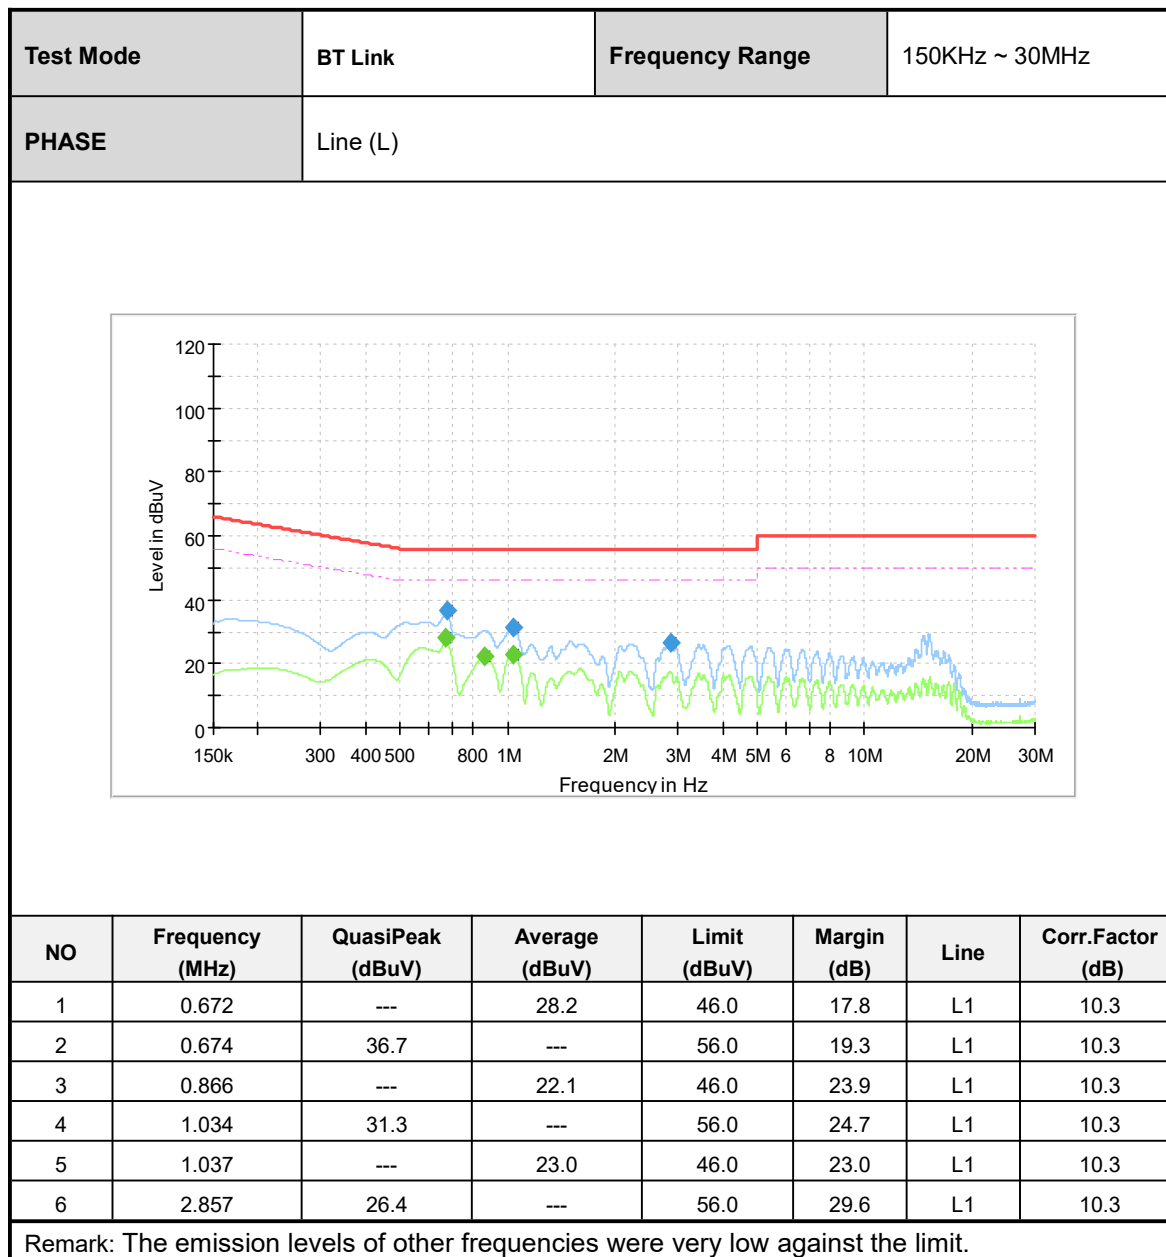 Test Mode BT Link Frequency Range 150KHz ~ 30MHz
PHASE Line (L)
120
100
80
60
40
20
0
Level in dBuV
150k 300 400 500 800 1M 2M 3M 4M 5M 6 8 10M 20M 30M
Frequency in Hz
NO Frequency (MHz) QuasiPeak (dBuV) Average (dBuV) Limit (dBuV) Margin (dB) Line Corr.Factor (dB)
1 0.672 --- 28.2 46.0 17.8 L1 10.3
2 0.674 36.7 --- 56.0 19.3 L1 10.3
3 0.866 --- 22.1 46.0 23.9 L1 10.3
4 1.034 31.3 --- 56.0 24.7 L1 10.3
5 1.037 --- 23.0 46.0 23.0 L1 10.3
6 2.857 26.4 --- 56.0 29.6 L1 10.3
Remark: The emission levels of other frequencies were very low against the limit.